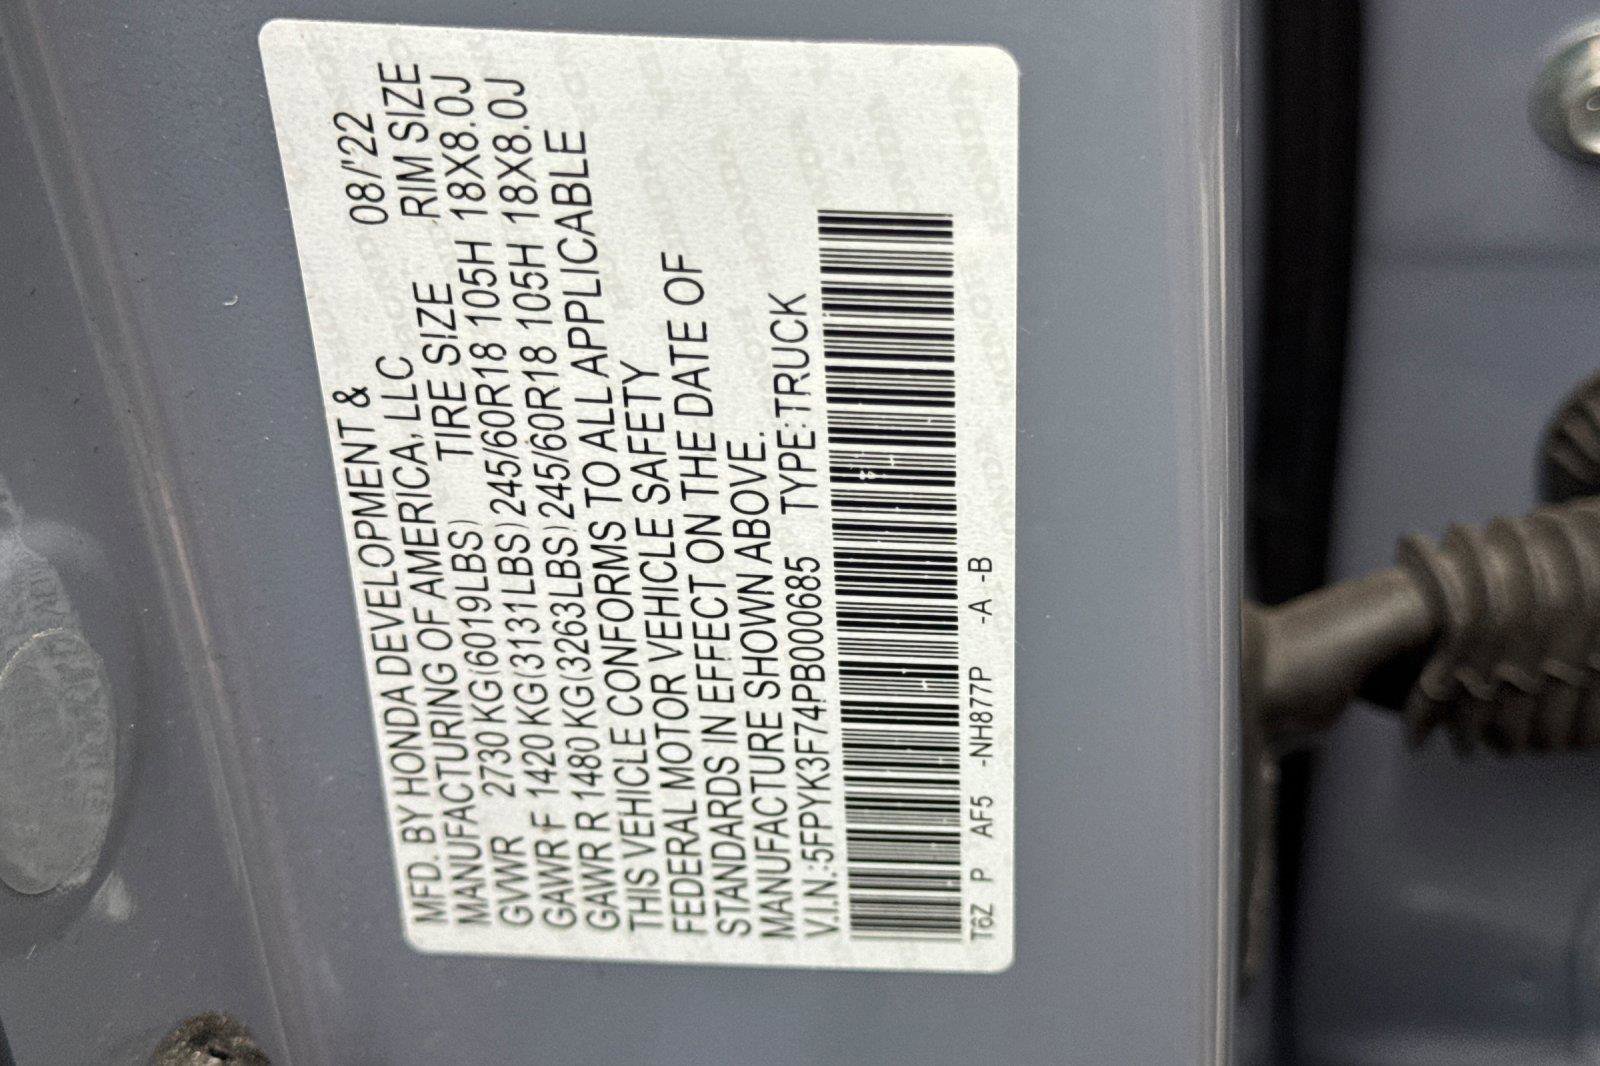 MFD. BY HONDA DEVELOPMENT & 08/'22
MANUFACTURING OF AMERICA, LLC RIM SIZE
TIRE SIZE
GVWR 2730 KG(6019LBS) 
GAWR F 1420 KG(3131LBS) 245/60R18 105H 18X8.0J
GAWR R 1480 KG(3263LBS) 245/60R18 105H 18X8.0J
THIS VEHICLE CONFORMS TO ALL APPLICABLE
FEDERAL MOTOR VEHICLE SAFETY
STANDARDS IN EFFECT ON THE DATE OF
MANUFACTURE SHOWN ABOVE.
V.I.N.:5FPYK3F74PB000685 TYPE:TRUCK
T6Z P AF5 -NH877P -A -B